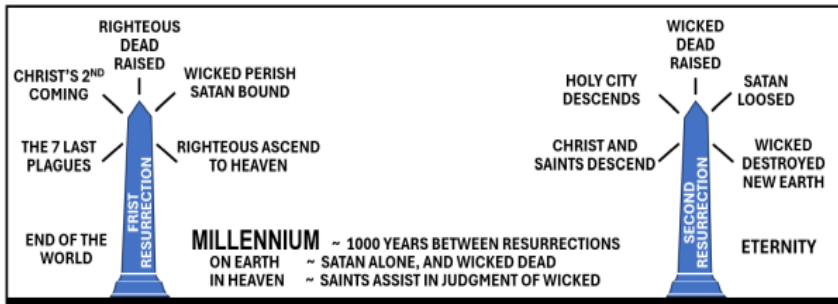 RIGHTEOUS
DEAD
RAISED
CHRIST'S 2ND
COMING
WICKED PERISH
SATAN BOUND
THE 7 LAST
PLAGUES
RIGHTEOUS ASCEND
TO HEAVEN
FRIST
RESURRECTION
END OF THE
WORLD
MILLENNIUM ~ 1000 YEARS BETWEEN RESURRECTIONS
ON EARTH ~ SATAN ALONE, AND WICKED DEAD
IN HEAVEN ~ SAINTS ASSIST IN JUDGMENT OF WICKED
WICKED
DEAD
RAISED
HOLY CITY
DESCENDS
SATAN
LOOSED
CHRIST AND
SAINTS DESCEND
WICKED
DESTROYED
NEW EARTH
SECOND
RESURRECTION
ETERNITY